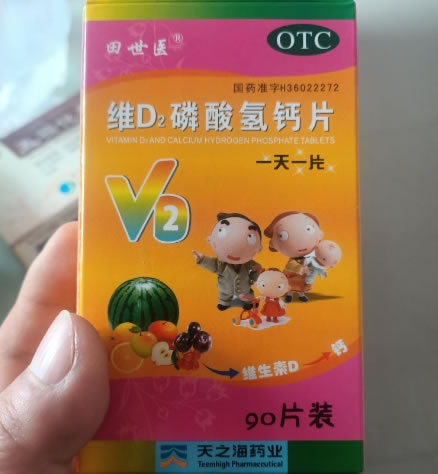 田世医®
OTC
国药准字H36022272
维D2磷酸氢钙片
VITAMIN D2 AND CALCIUM HYDROGEN PHOSPHATE TABLETS
一天一片
V2
维生素D
钙
90片装
天之海药业
Teemhigh Pharmaceutical